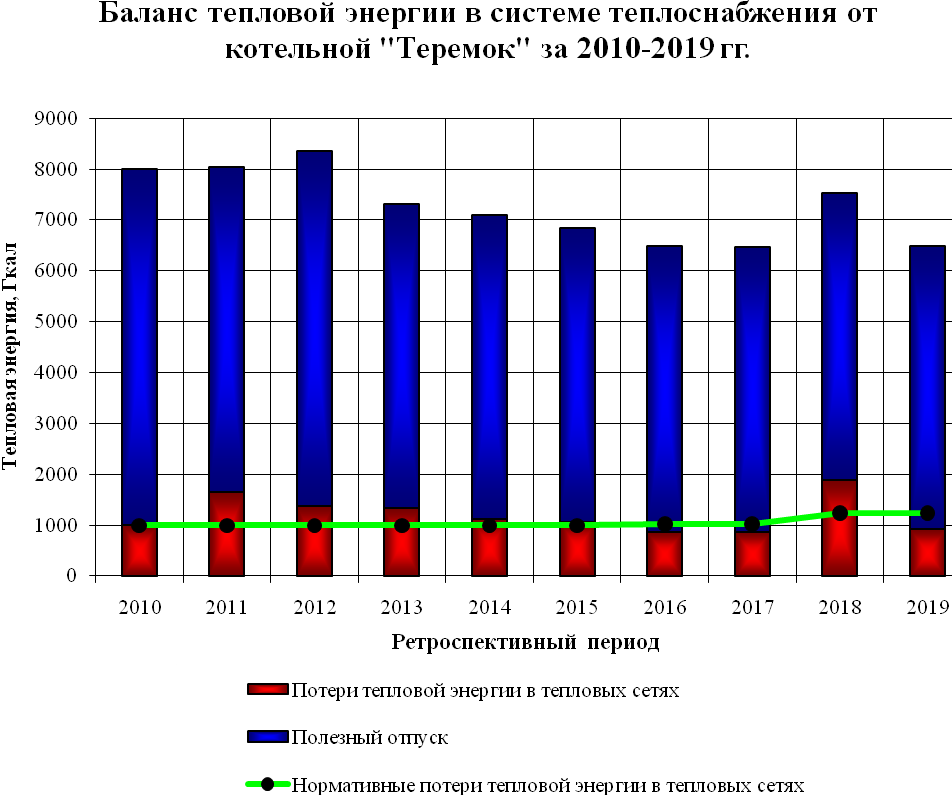 Баланс тепловой энергии в системе теплоснабжения от
котельной "Теремок" за 2010-2019 гг.
9000
8000
7000
6000
5000
4000
3000
2000
1000
0
Тепловая энергия, Гкал
2010 2011 2012 2013 2014 2015 2016 2017 2018 2019
Ретроспективный период
Потери тепловой энергии в тепловых сетях
Полезный отпуск
Нормативные потери тепловой энергии в тепловых сетях